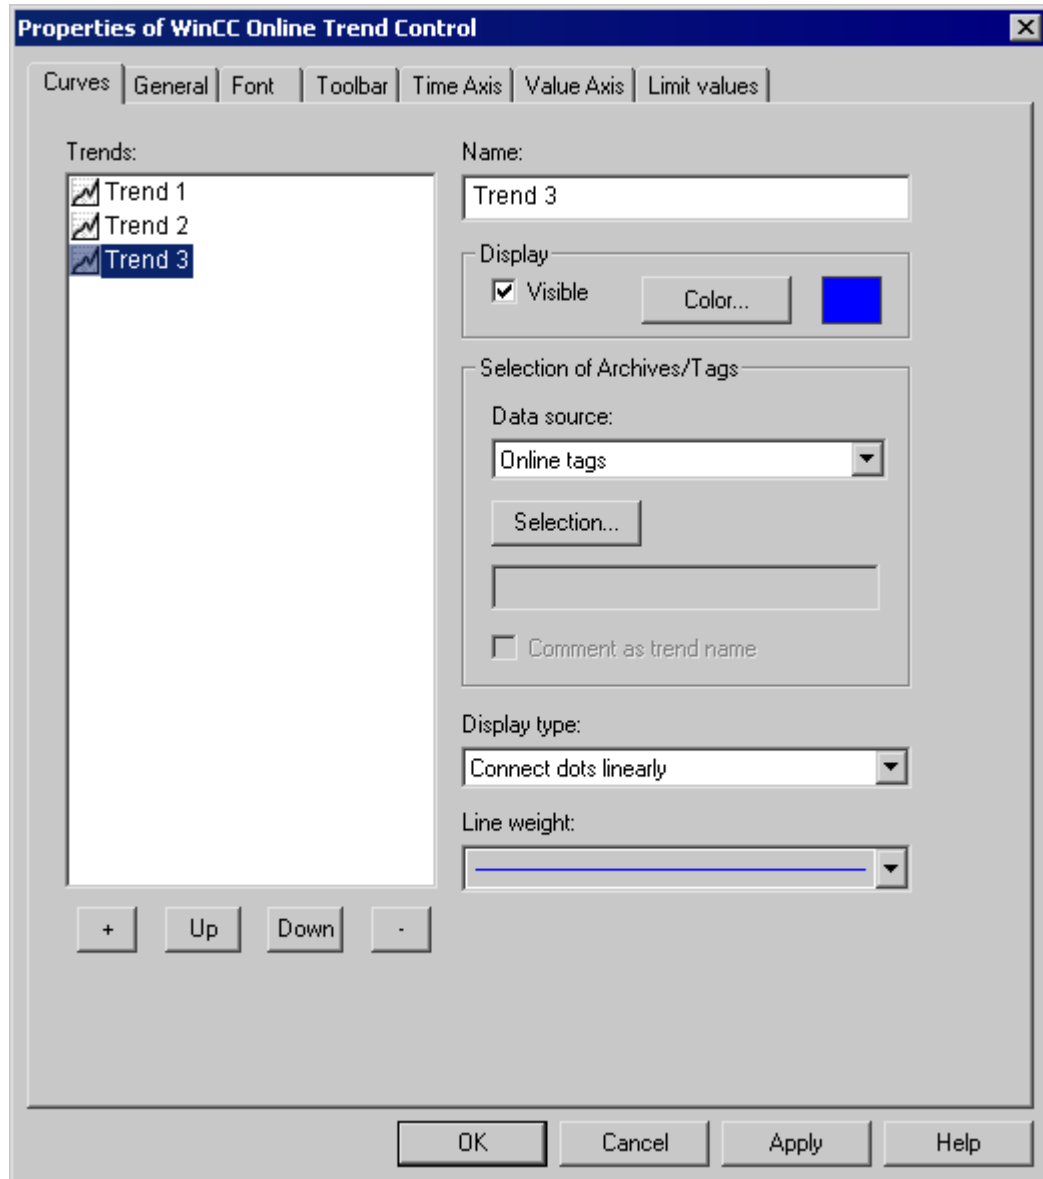 Properties of WinCC Online Trend Control
Curves General Font Toolbar Time Axis Value Axis Limit values
Trends:
Trend 1
Trend 2
Trend 3
+ Up Down -
Name:
Trend 3
Display
Visible Color...
Selection of Archives/Tags
Data source:
Online tags
Selection...
Comment as trend name
Display type:
Connect dots linearly
Line weight:
OK Cancel Apply Help